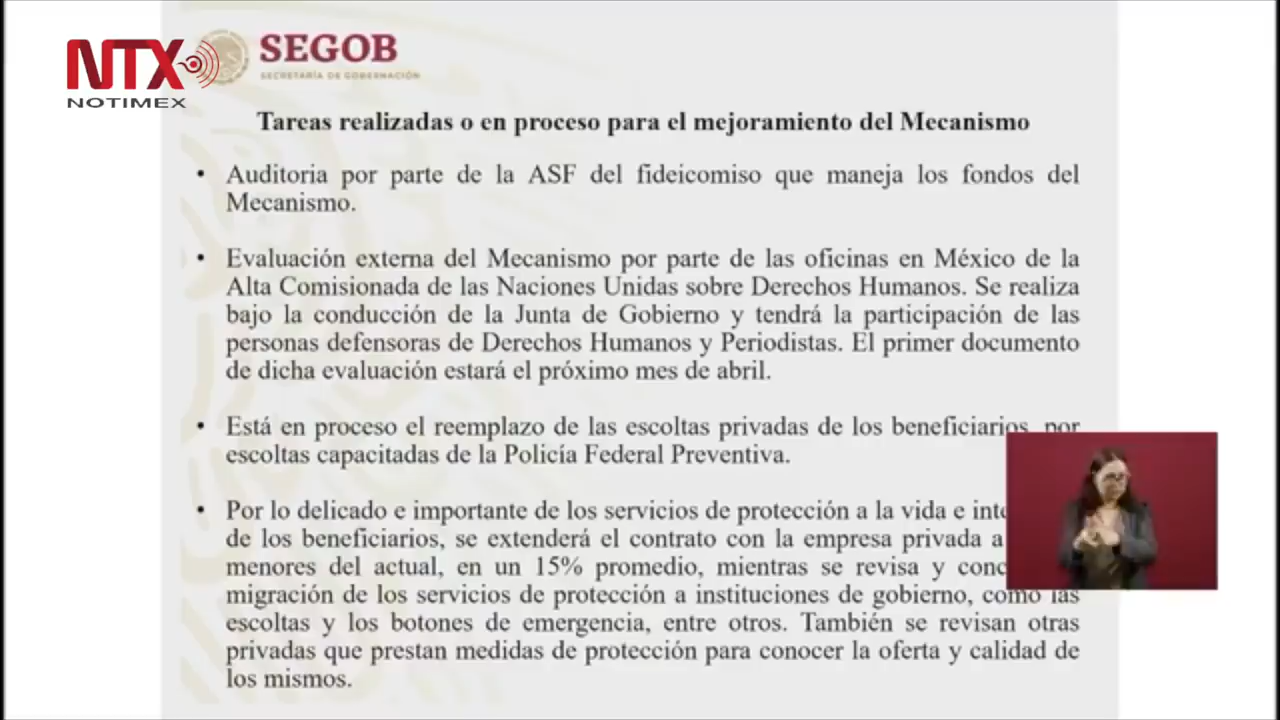 NTX
NOTIMEX
SEGOB
SECRETARÍA DE GOBERNACIÓN
Tareas realizadas o en proceso para el mejoramiento del Mecanismo
• Auditoria por parte de la ASF del fideicomiso que maneja los fondos del
Mecanismo.
• Evaluación externa del Mecanismo por parte de las oficinas en México de la
Alta Comisionada de las Naciones Unidas sobre Derechos Humanos. Se realiza
bajo la conducción de la Junta de Gobierno y tendrá la participación de las
personas defensoras de Derechos Humanos y Periodistas. El primer documento
de dicha evaluación estará el próximo mes de abril.
• Está en proceso el reemplazo de las escoltas privadas de los beneficiarios, por
escoltas capacitadas de la Policía Federal Preventiva.
• Por lo delicado e importante de los servicios de protección a la vida e
de los beneficiarios, se extenderá el contrato con la empresa privada a
menores del actual, en un 15% promedio, mientras se revisa y
migración de los servicios de protección a instituciones de gobierno, como las
escoltas y los botones de emergencia, entre otros. También se revisan otras
privadas que prestan medidas de protección para conocer la oferta y calidad de
los mismos.